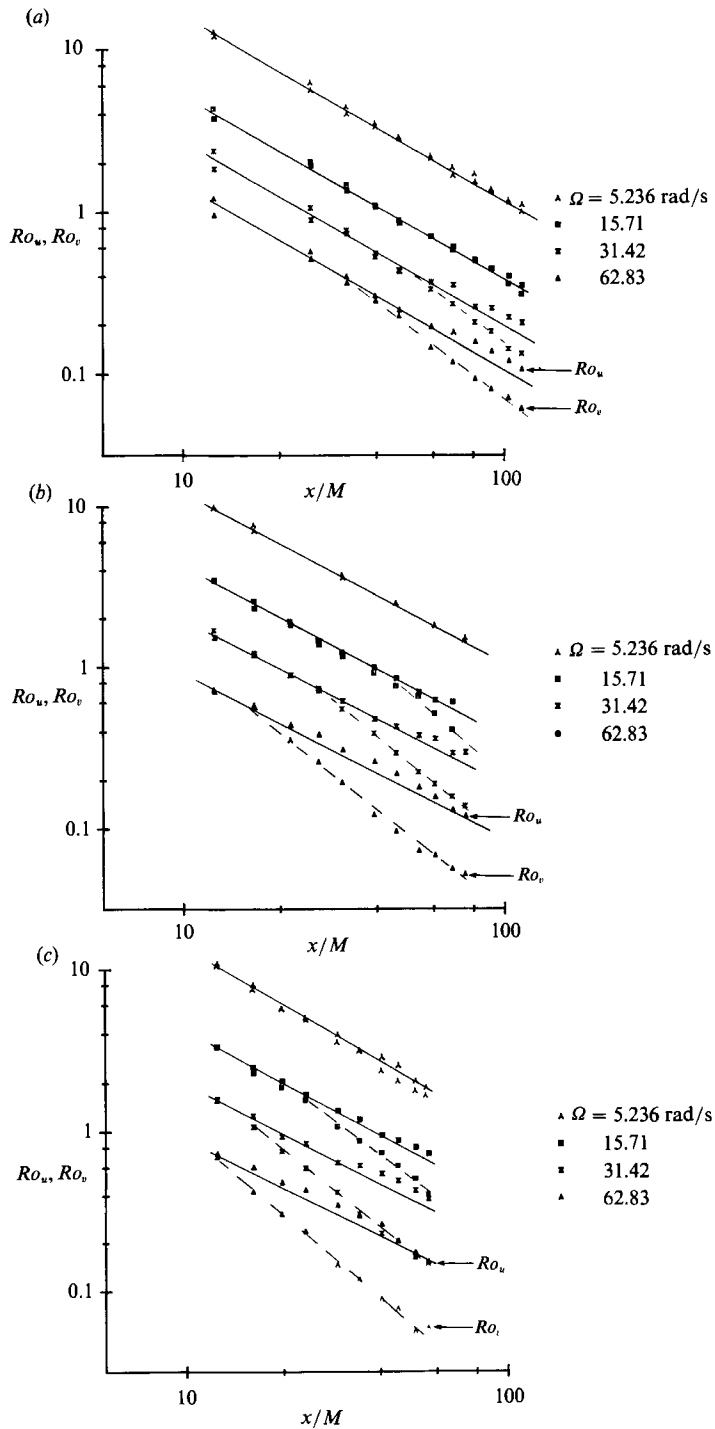 (a)
10
1
Ro_u, Ro_v
0.1
Ω = 5.236 rad/s
15.71
31.42
62.83
Ro_u
Ro_v
10
100
x/M
(b)
10
1
Ro_u, Ro_v
0.1
Ω = 5.236 rad/s
15.71
31.42
62.83
Ro_u
Ro_v
10
100
x/M
(c)
10
1
Ro_u, Ro_v
0.1
Ω = 5.236 rad/s
15.71
31.42
62.83
Ro_u
Ro
10
100
x/M